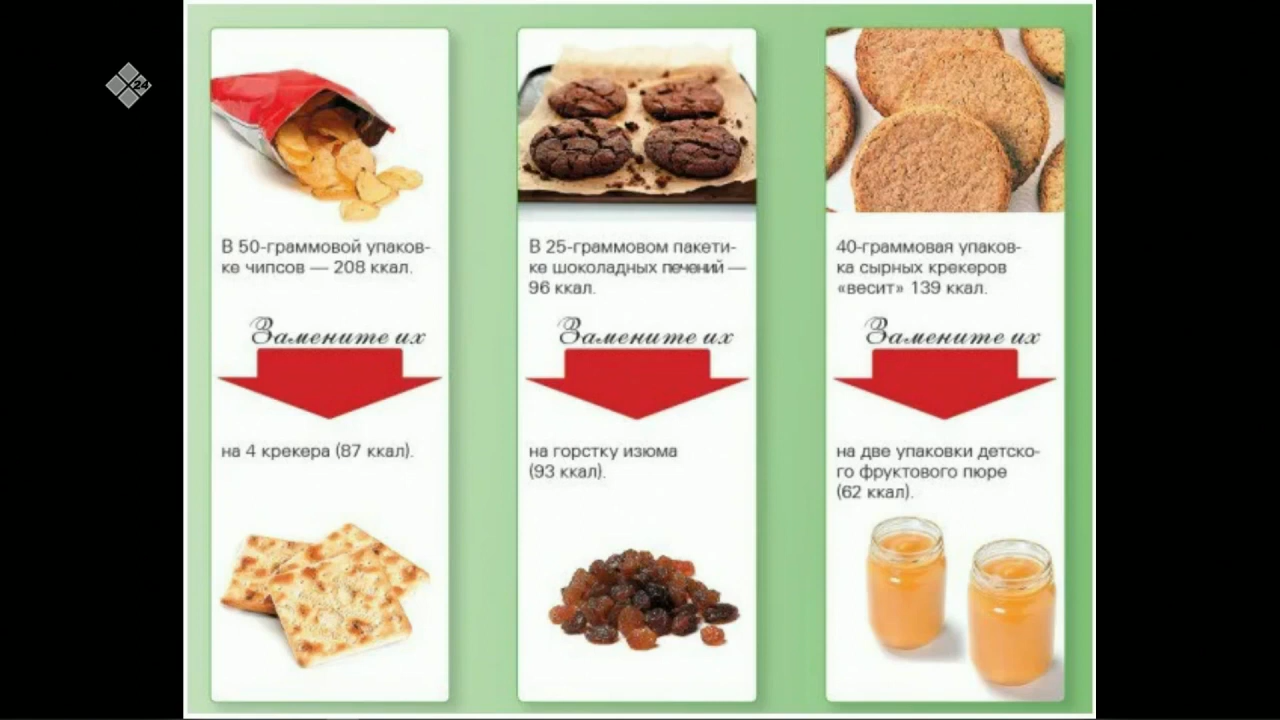 X24
В 50-граммовой упаков-
ке чипсов — 208 ккал.
Замените их
на 4 крекера (87 ккал).
В 25-граммовом пакети-
ке шоколадных печений —
96 ккал.
Замените их
на горстку изюма
(93 ккал).
40-граммовая упаков-
ка сырных крекеров
«весит» 139 ккал.
Замените их
на две упаковки детско-
го фруктового пюре
(62 ккал).